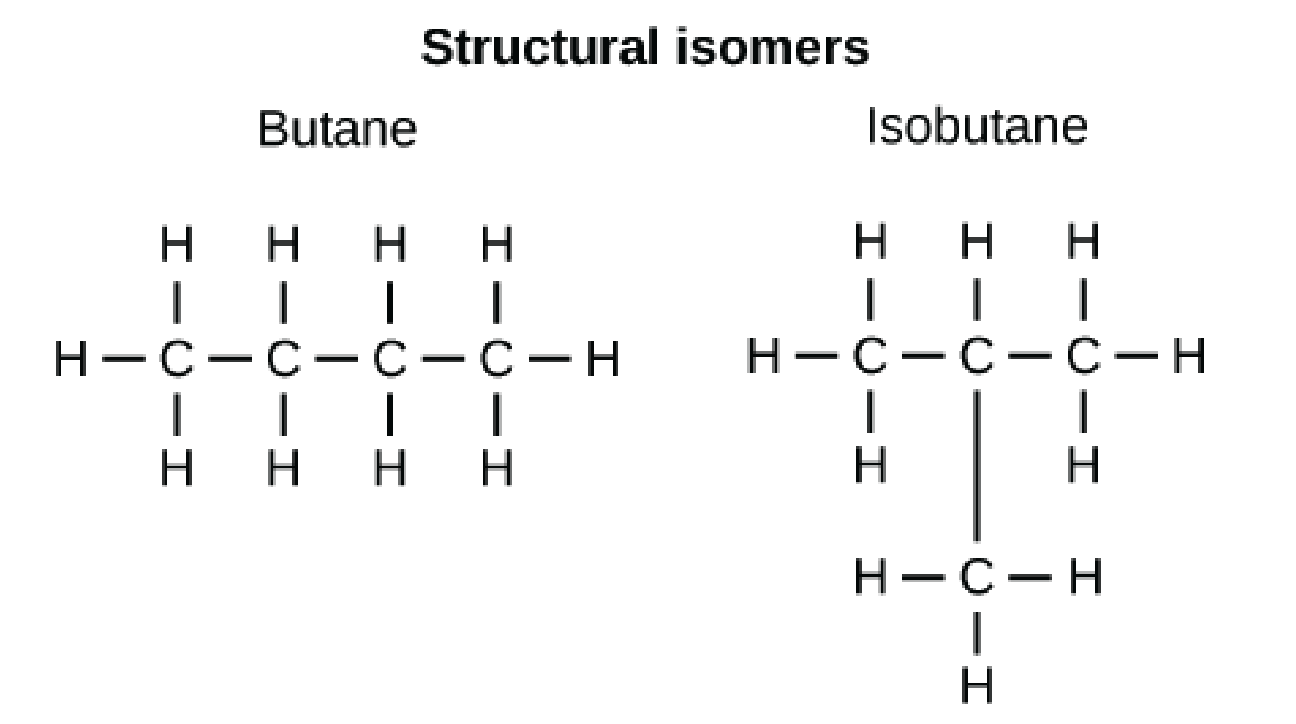 Structural isomers
Butane
Isobutane
H H H H
H — C — C — C — C — H
H H H H
H H H
H — C — C — C — H
H H
H — C — H
H